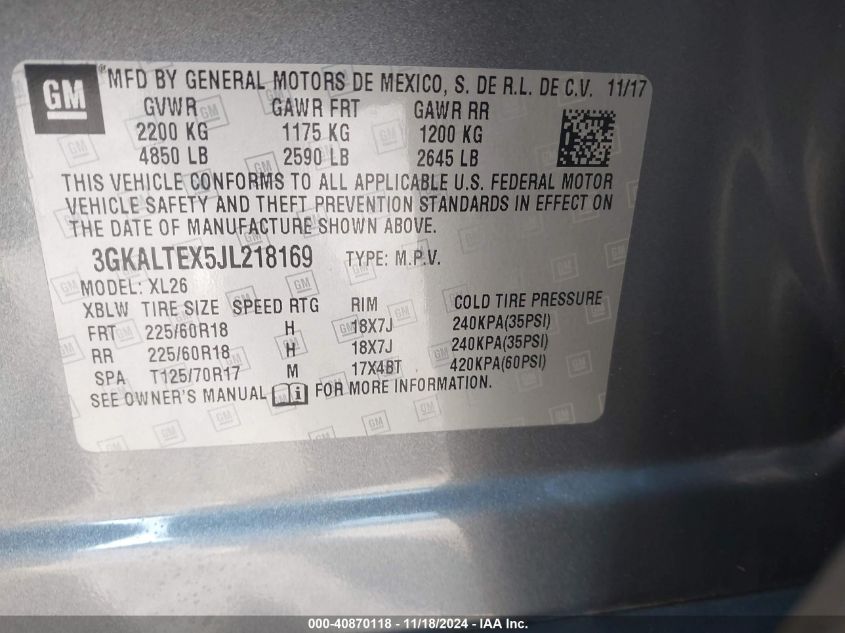 GM ® MFD BY GENERAL MOTORS DE MEXICO, S. DE R.L. DE C.V. 11/17
GVWR GAWR FRT GAWR RR
2200 KG 1175 KG 1200 KG
4850 LB 2590 LB 2645 LB
THIS VEHICLE CONFORMS TO ALL APPLICABLE U.S. FEDERAL MOTOR
VEHICLE SAFETY AND THEFT PREVENTION STANDARDS IN EFFECT ON
THE DATE OF MANUFACTURE SHOWN ABOVE.
3GKALTEX5JL218169 TYPE: M.P.V.
MODEL: XL26
XBLW TIRE SIZE SPEED RTG RIM COLD TIRE PRESSURE
FRT 225/60R18 H 18X7J 240KPA(35PSI)
RR 225/60R18 H 18X7J 240KPA(35PSI)
SPA T125/70R17 M 17X4BT 420KPA(60PSI)
SEE OWNER'S MANUAL FOR MORE INFORMATION.
000-40870118 - 11/18/2024 - IAA Inc.